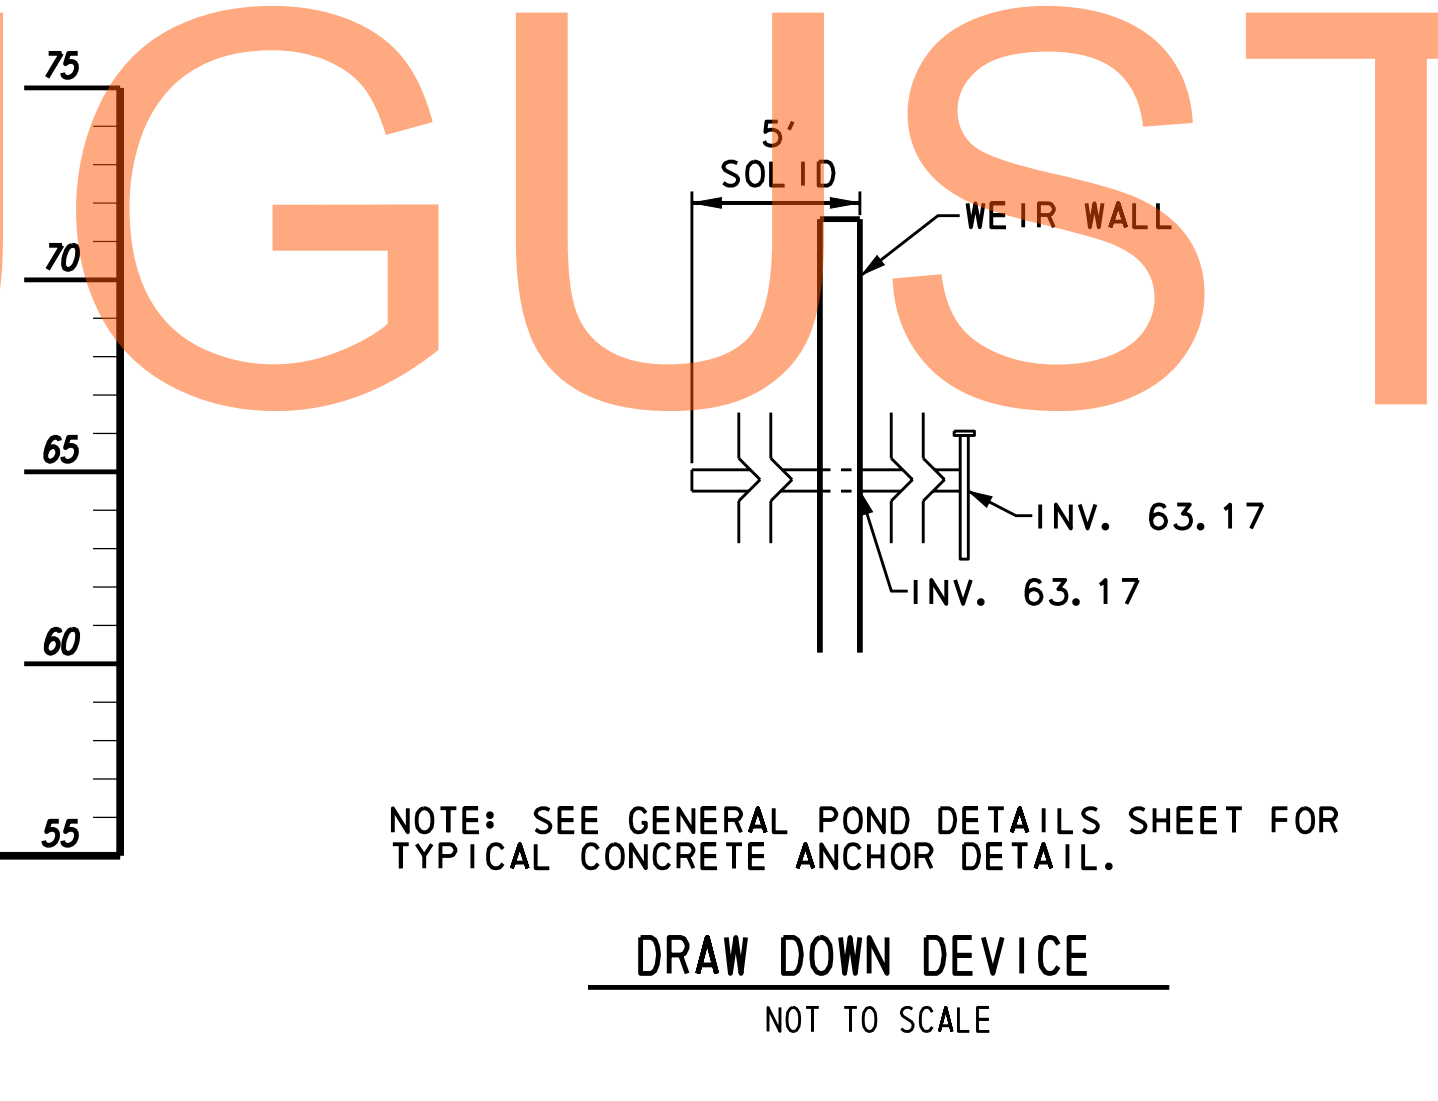 UGUST
75
70
65
60
55
5'
SOLID
WEIR WALL
INV. 63.17
INV. 63.17
NOTE: SEE GENERAL POND DETAILS SHEET FOR
TYPICAL CONCRETE ANCHOR DETAIL.
DRAW DOWN DEVICE
NOT TO SCALE